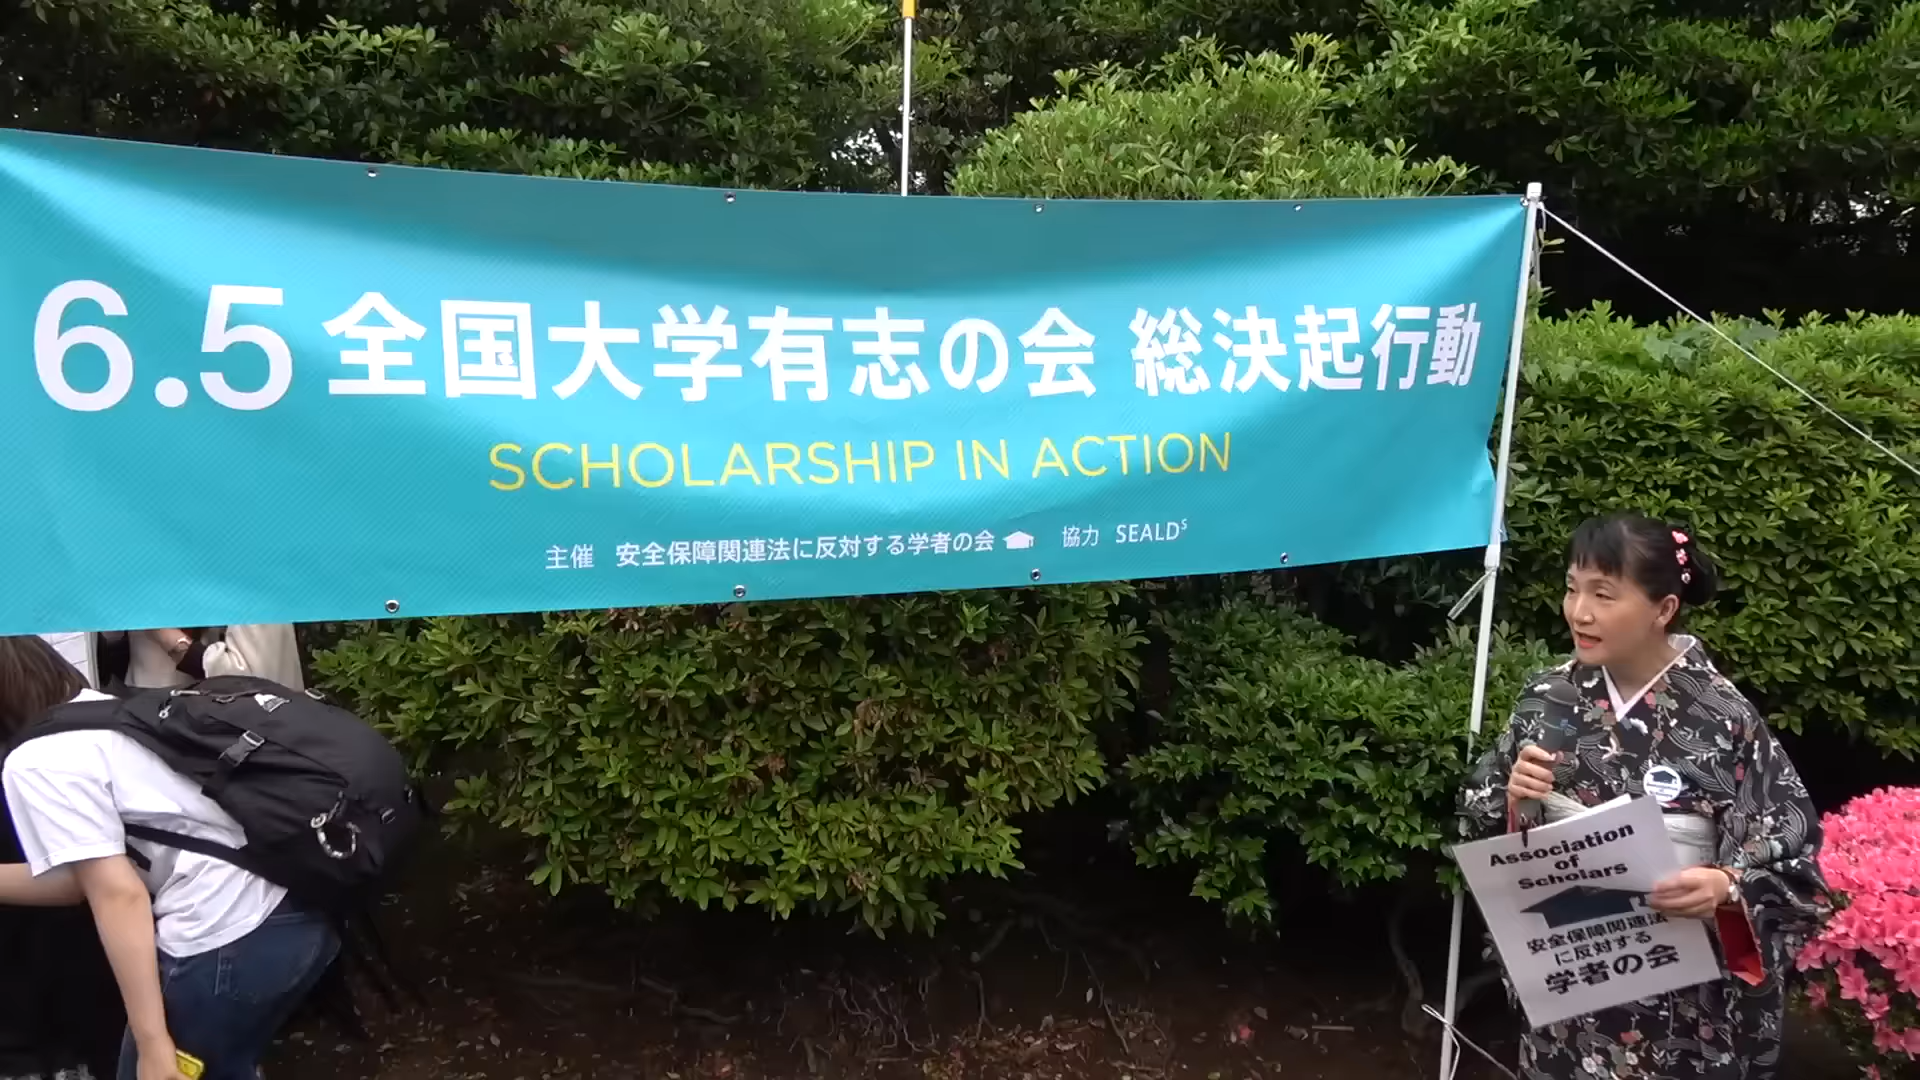 6.5 全国大学有志の会 総決起行動
SCHOLARSHIP IN ACTION
主催 安全保障関連法に反対する学者の会 協力 SEALDs
Association
of
Scholars
安全保障関連法
に反対する
学者の会